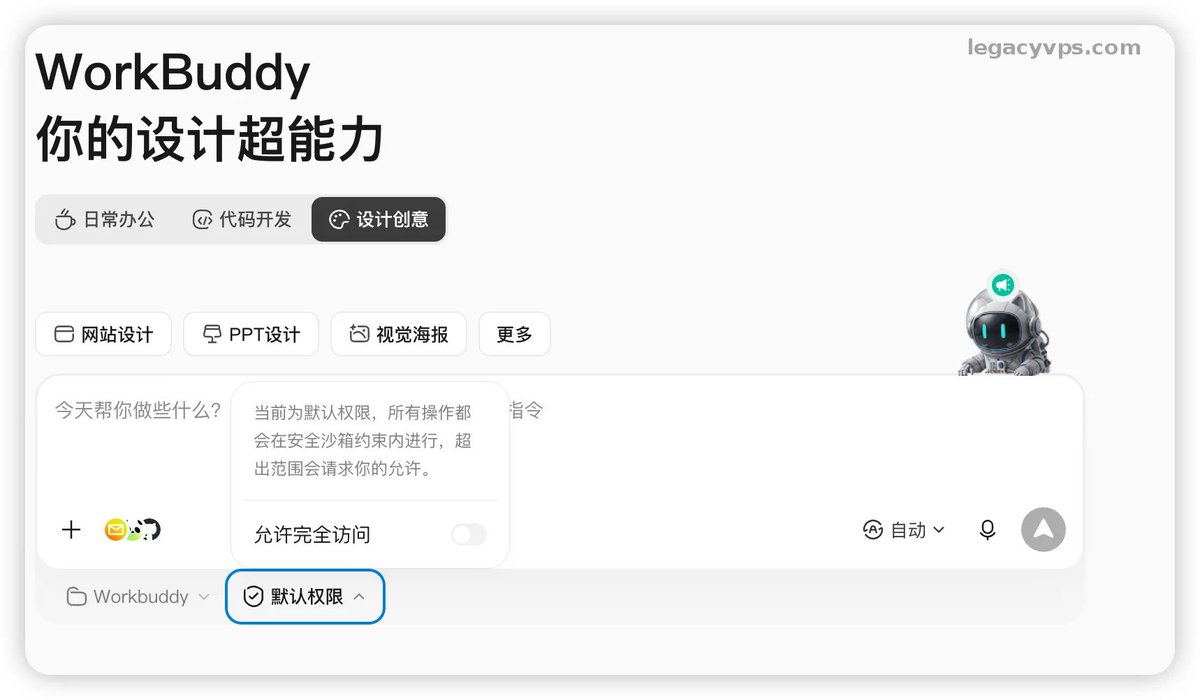 legacyvps.com
WorkBuddy
你的设计超能力
日常办公 代码开发 设计创意
网站设计 PPT设计 视觉海报 更多
今天帮你做些什么? 指令
当前为默认权限，所有操作都
会在安全沙箱约束内进行，超
出范围会请求你的允许。
允许完全访问
自动
Workbuddy 默认权限